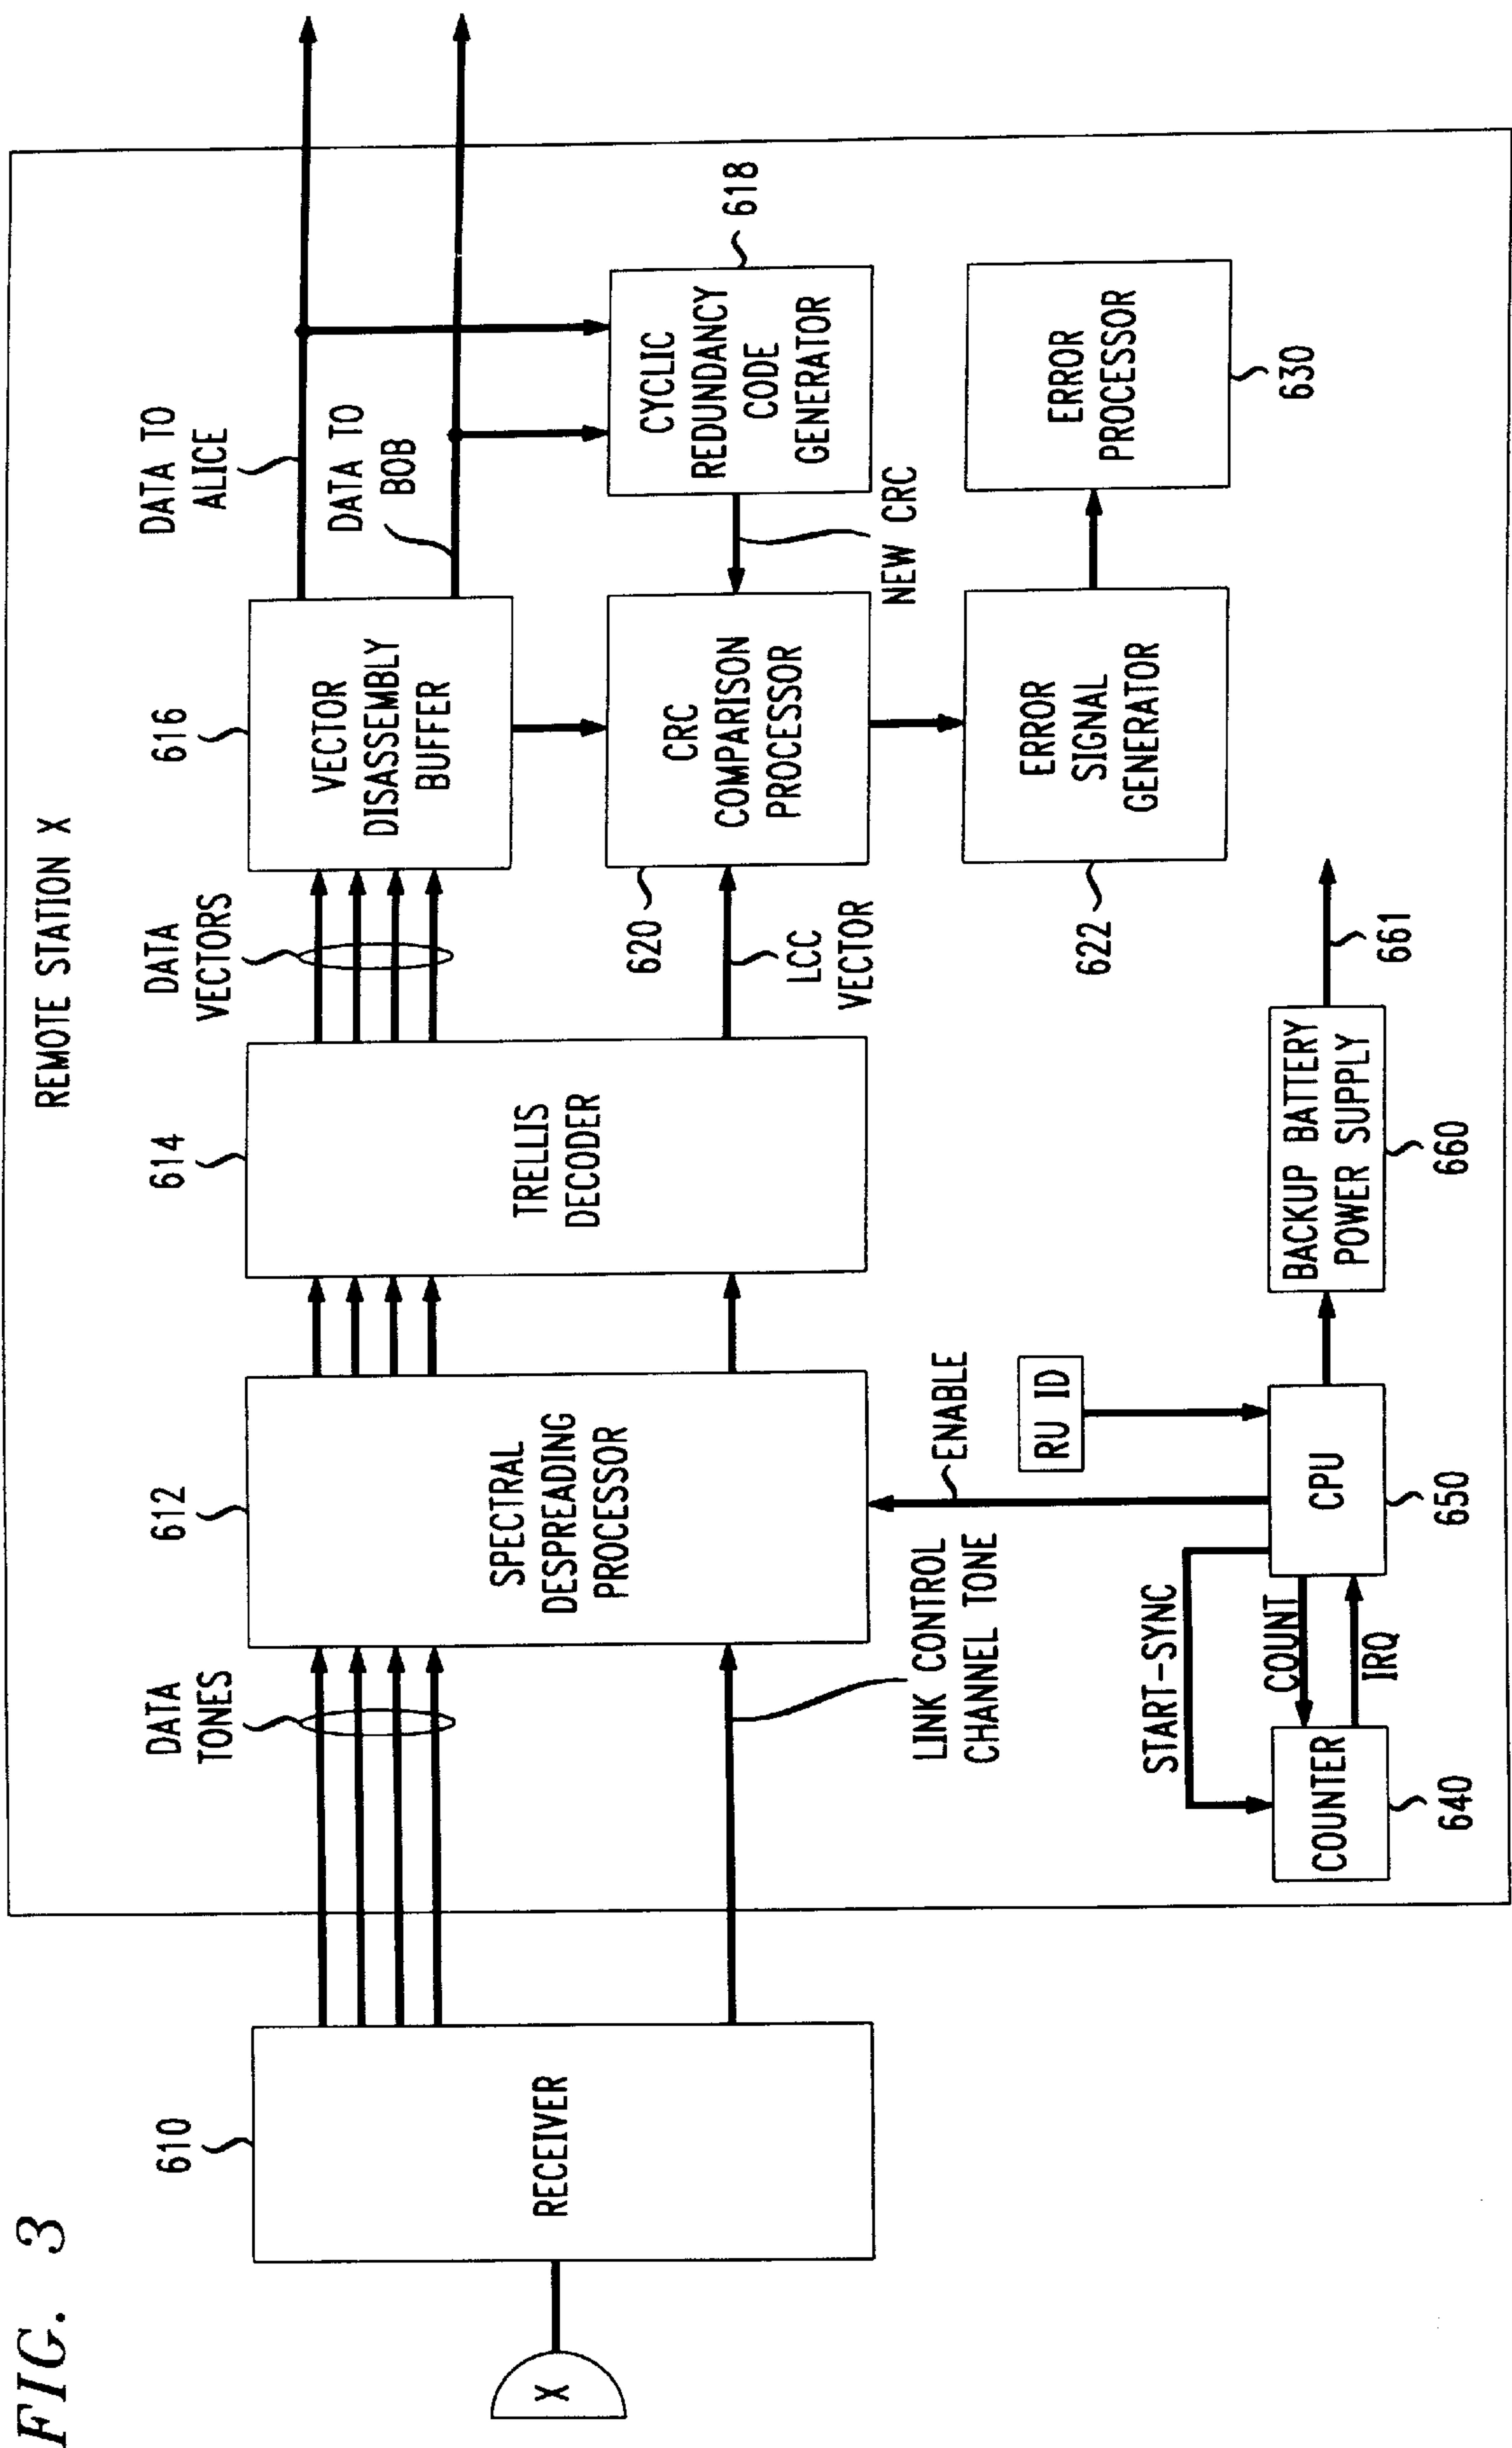 FIG. 3
REMOTE STATION X
X
610
RECEIVER
DATA
TONES
LINK CONTROL
CHANNEL TONE
612
SPECTRAL
DESPREADING
PROCESSOR
614
TRELLIS
DECODER
DATA
VECTORS
LCC
VECTOR
616
VECTOR
DISASSEMBLY
BUFFER
DATA TO
ALICE
DATA TO
BOB
CYCLIC
REDUNDANCY
CODE
GENERATOR
618
NEW CRC
620
CRC
COMPARISON
PROCESSOR
622
ERROR
SIGNAL
GENERATOR
ERROR
PROCESSOR
630
ENABLE
RU ID
START-SYNC
COUNT
IRQ
COUNTER
640
CPU
650
BACKUP BATTERY
POWER SUPPLY
660
661